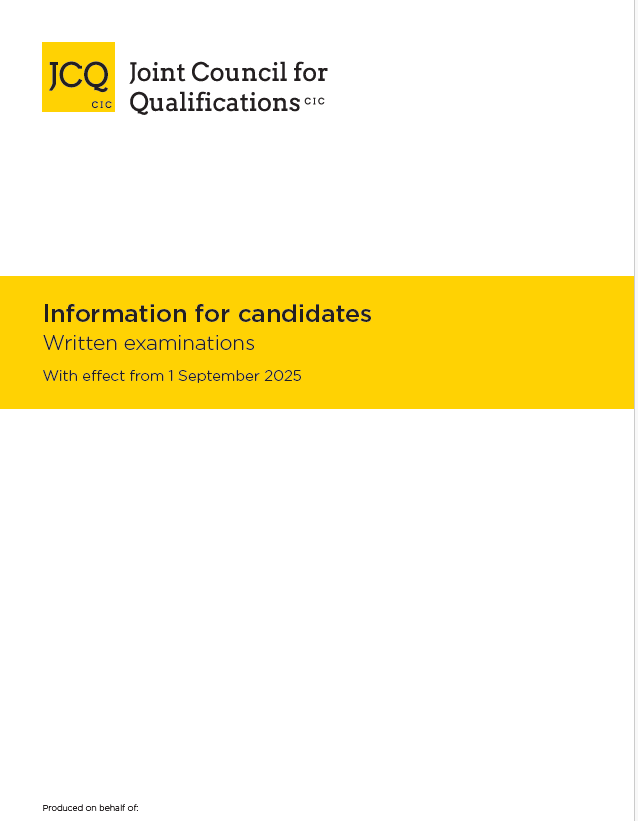 JCQ
CIC
Joint Council for
Qualifications CIC
Information for candidates
Written examinations
With effect from 1 September 2025
Produced on behalf of: